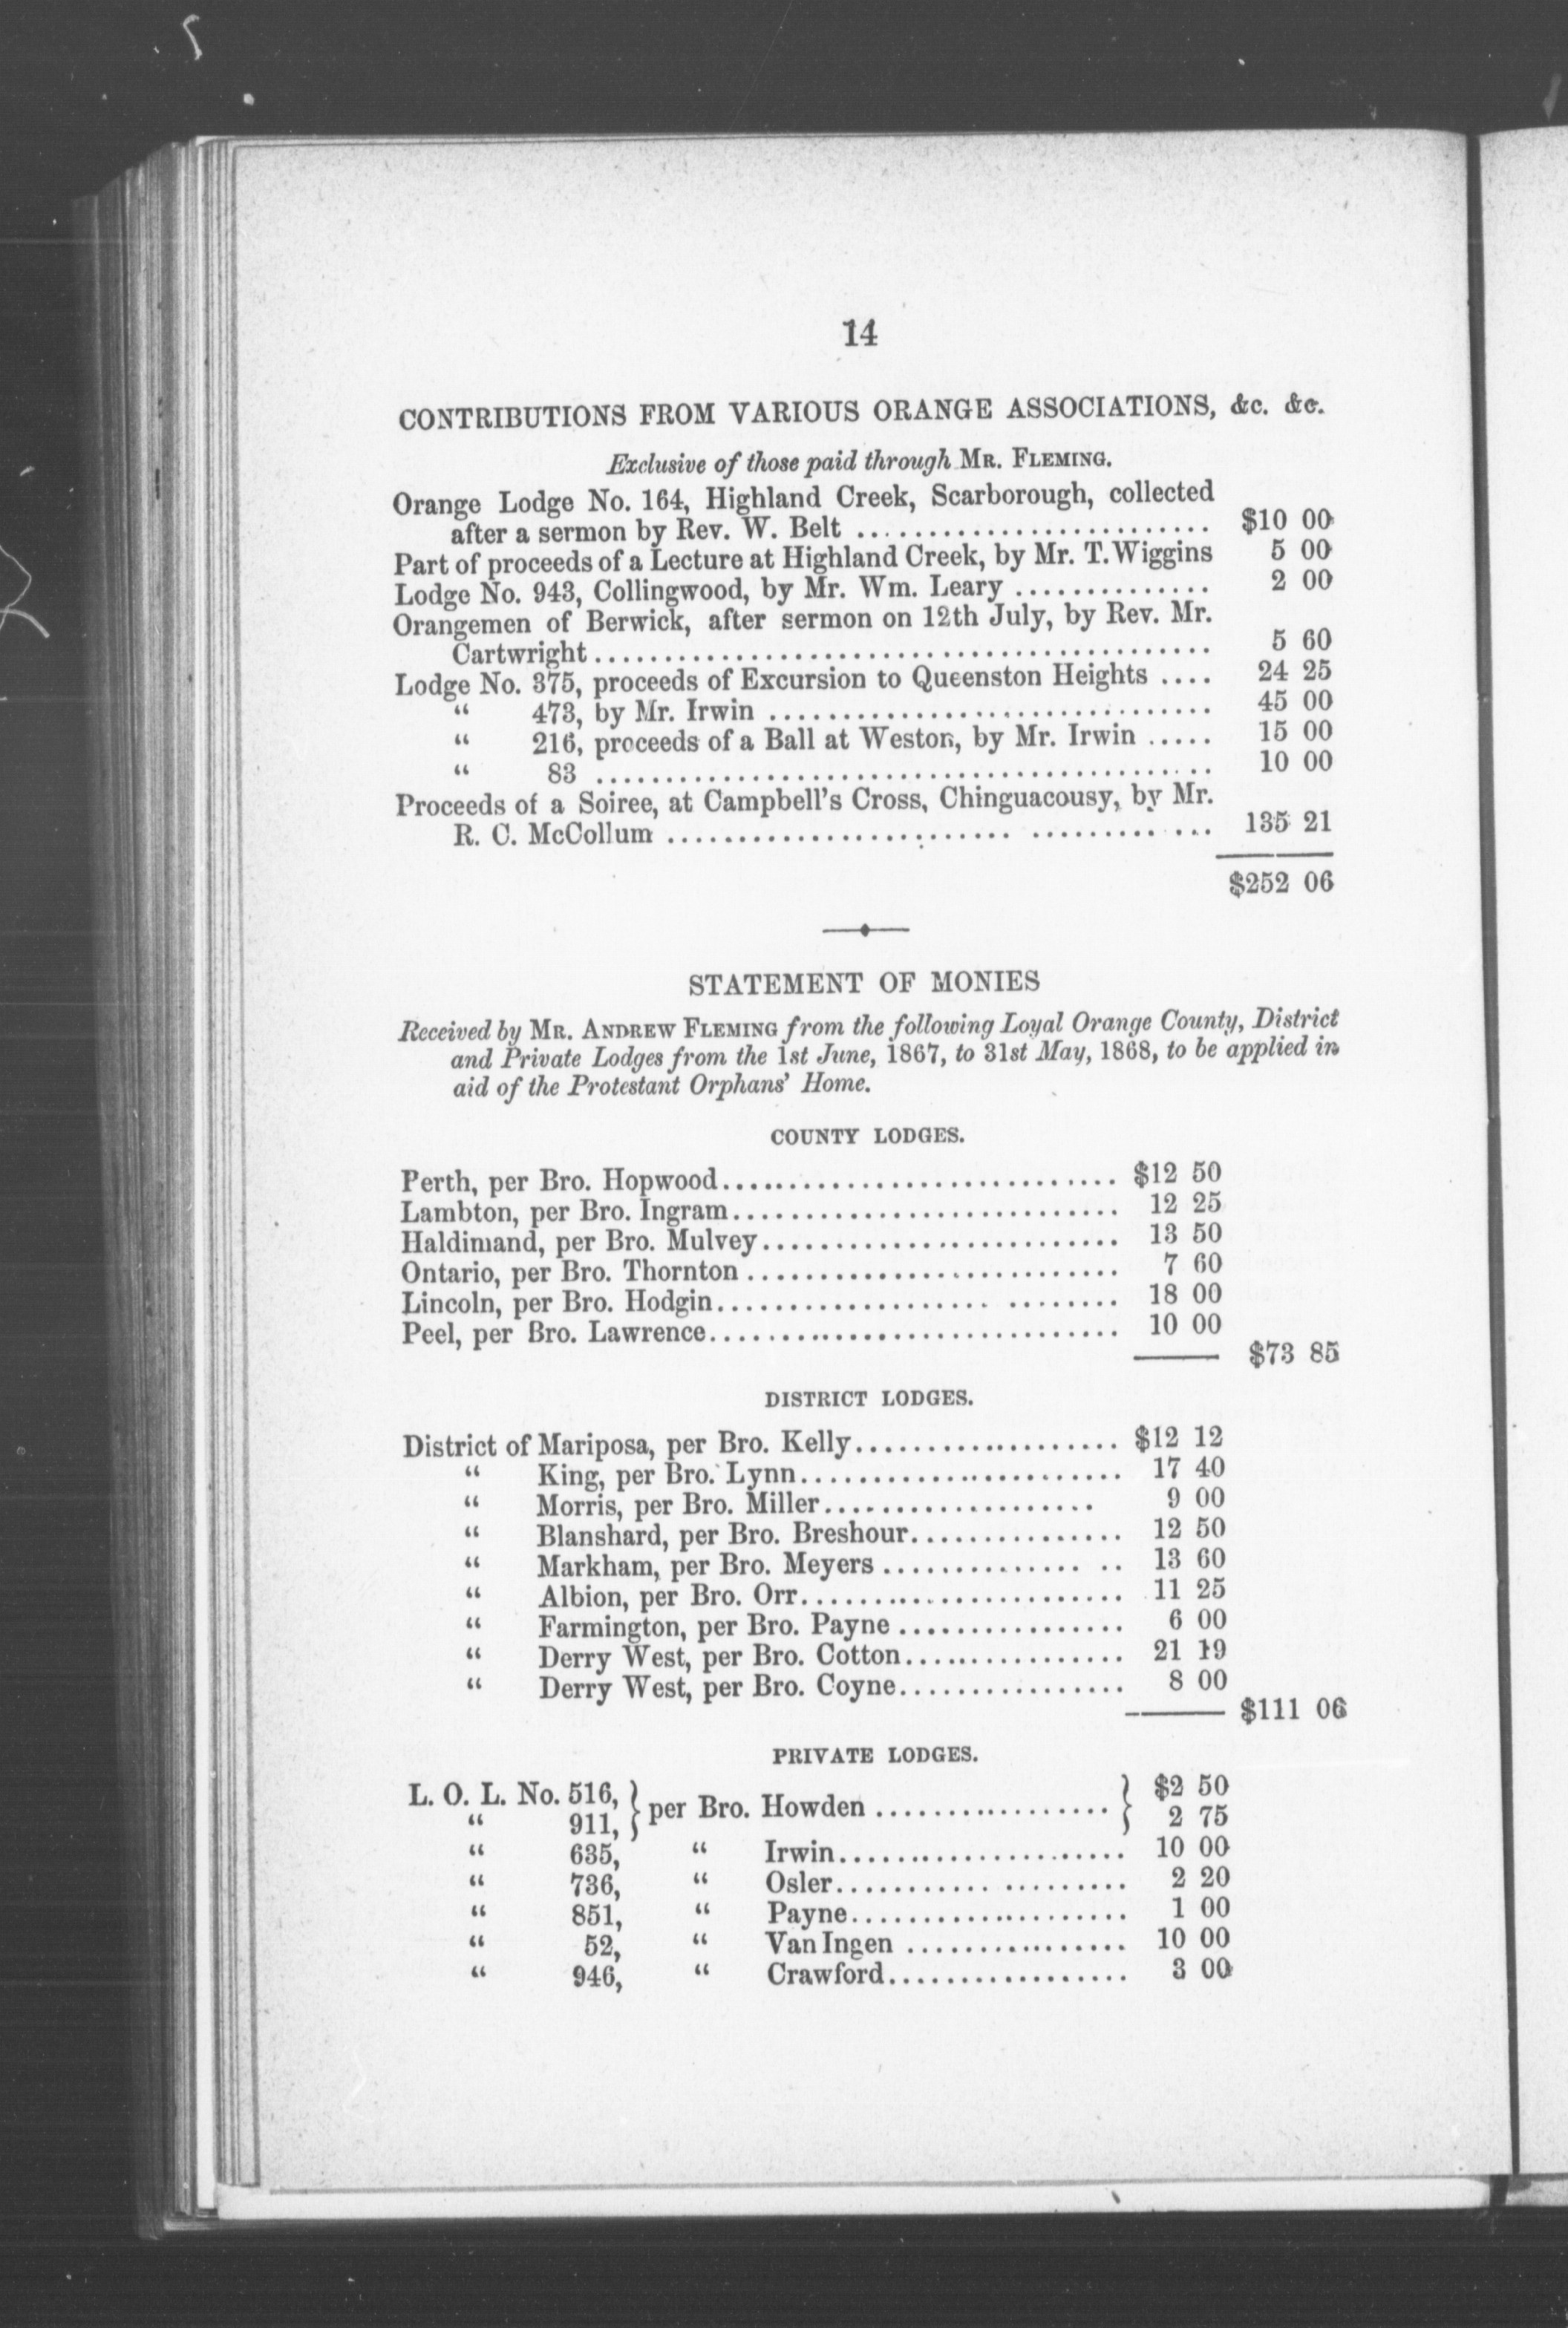 14
CONTRIBUTIONS FROM VARIOUS ORANGE ASSOCIATIONS, &c. &c.
Exclusive of those paid through MR. FLEMING.
Orange Lodge No. 164, Highland Creek, Scarborough, collected
after a sermon by Rev. W. Belt .......................... $10 00
Part of proceeds of a Lecture at Highland Creek, by Mr. T. Wiggins 5 00
Lodge No. 943, Collingwood, by Mr. Wm. Leary .............. 2 00
Orangemen of Berwick, after sermon on 12th July, by Rev. Mr.
Cartwright ............................................ 5 60
Lodge No. 375, proceeds of Excursion to Queenston Heights .... 24 25
“ 473, by Mr. Irwin ............................... 45 00
“ 216, proceeds of a Ball at Weston, by Mr. Irwin ..... 15 00
“ 83 ........................................... 10 00
Proceeds of a Soiree, at Campbell's Cross, Chinguacousy, by Mr.
R. C. McCollum ........................ ............. 135 21
$252 06
STATEMENT OF MONIES
Received by MR. ANDREW FLEMING from the following Loyal Orange County, District
and Private Lodges from the 1st June, 1867, to 31st May, 1868, to be applied in
aid of the Protestant Orphans' Home.
COUNTY LODGES.
Perth, per Bro. Hopwood............................ $12 50
Lambton, per Bro. Ingram........................... 12 25
Haldimand, per Bro. Mulvey......................... 13 50
Ontario, per Bro. Thornton .......................... 7 60
Lincoln, per Bro. Hodgin................... ........ 18 00
Peel, per Bro. Lawrence............................. 10 00
$73 85
DISTRICT LODGES.
District of Mariposa, per Bro. Kelly................... $12 12
“ King, per Bro. Lynn....................... 17 40
“ Morris, per Bro. Miller................... 9 00
“ Blanshard, per Bro. Breshour............... 12 50
“ Markham, per Bro. Meyers .............. .. 13 60
“ Albion, per Bro. Orr....................... 11 25
“ Farmington, per Bro. Payne ................ 6 00
“ Derry West, per Bro. Cotton................ 21 19
“ Derry West, per Bro. Coyne................ 8 00
$111 06
PRIVATE LODGES.
L. O. L. No. 516, } per Bro. Howden ................. } $2 50
“ 911, 2 75
“ 635, “ Irwin.................... 10 00
“ 736, “ Osler........... ......... 2 20
“ 851, “ Payne................... 1 00
“ 52, “ Van Ingen ............... 10 00
“ 946, “ Crawford................. 3 00